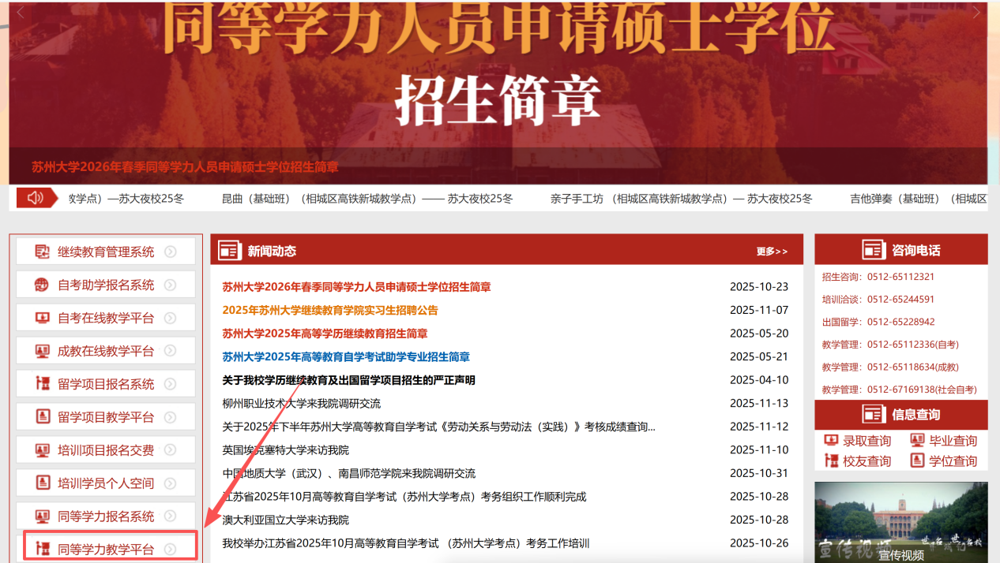 同等学力人员申请硕士学位
招生简章
苏州大学2026年春季同等学力人员申请硕士学位招生简章
教学点）—苏大夜校25冬
昆曲（基础班）（相城区高铁新城教学点）—— 苏大夜校25冬
亲子手工坊 （相城区高铁新城教学点）— 苏大夜校25冬
吉他弹奏（基础班）（相城区
继续教育管理系统
自考助学报名系统
自考在线教学平台
成教在线教学平台
留学项目报名系统
留学项目教学平台
培训项目报名交费
培训学员个人空间
同等学力报名系统
同等学力教学平台
新闻动态
更多>>
苏州大学2026年春季同等学力人员申请硕士学位招生简章 2025-10-23
2025年苏州大学继续教育学院实习生招聘公告 2025-11-07
苏州大学2025年高等学历继续教育招生简章 2025-05-20
苏州大学2025年高等教育自学考试助学专业招生简章 2025-05-21
关于我校学历继续教育及出国留学项目招生的严正声明 2025-04-10
柳州职业技术大学来我院调研交流 2025-11-13
关于2025年下半年苏州大学高等教育自学考试《劳动关系与劳动法（实践）》考核成绩查询... 2025-11-12
英国埃克塞特大学来访我院 2025-11-10
中国地质大学（武汉）、南昌师范学院来我院调研交流 2025-10-31
江苏省2025年10月高等教育自学考试（苏州大学考点）考务组织工作顺利完成 2025-10-28
澳大利亚国立大学来访我院 2025-10-28
我校举办江苏省2025年10月高等教育自学考试 （苏州大学考点）考务工作培训 2025-10-26
咨询电话
招生咨询：0512-65112321
培训洽谈：0512-65244591
出国留学：0512-65228942
教学管理：0512-65112336(自考)
教学管理：0512-65118634(成教)
教学管理：0512-67169138(社会自考)
信息查询
录取查询 毕业查询
校友查询 学位查询
宣传视频
宣传视频